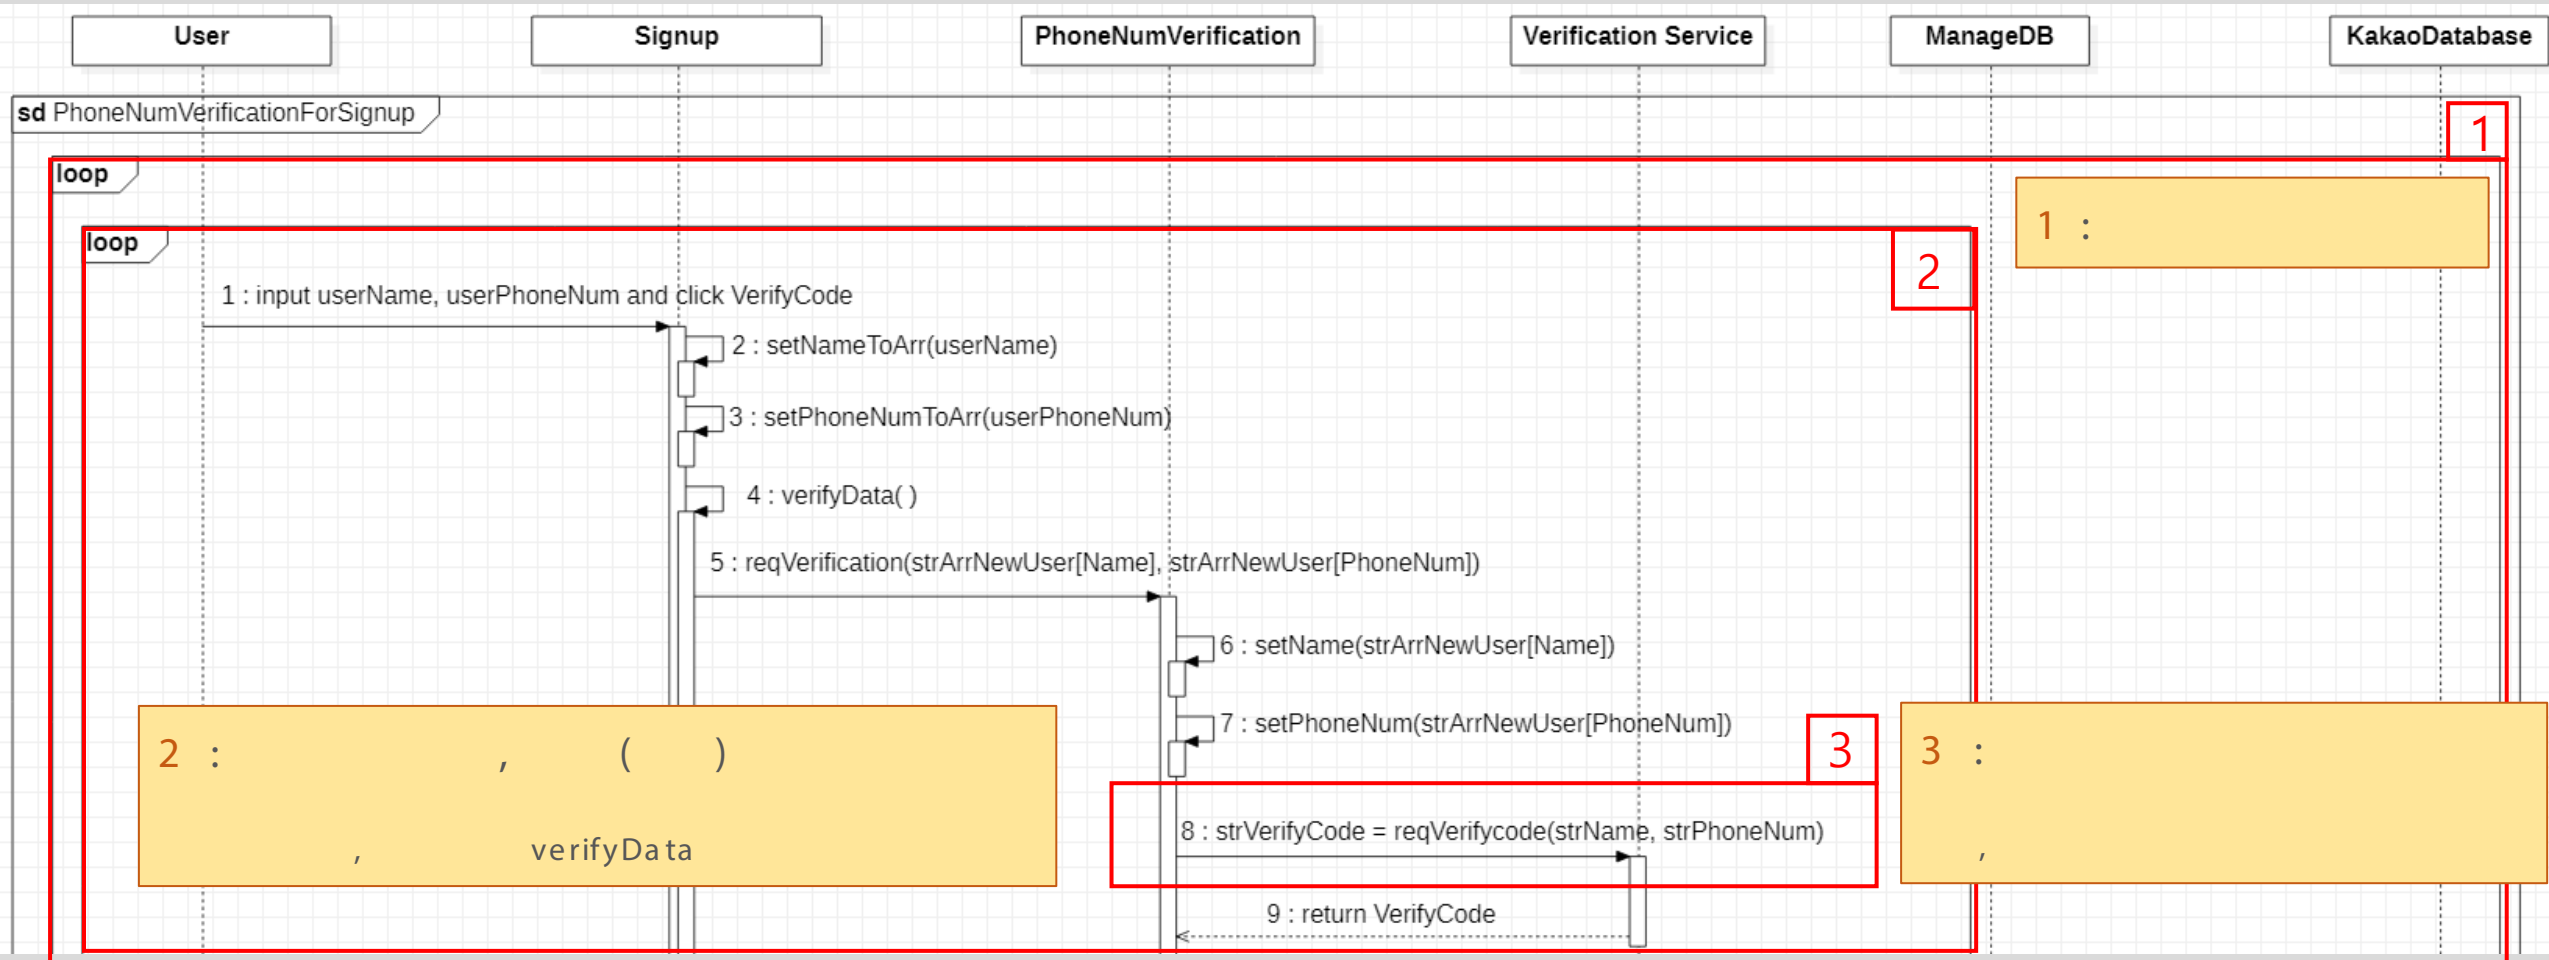 User
Signup
PhoneNumVerification
Verification Service
ManageDB
KakaoDatabase
sd PhoneNumVerificationForSignup
1
loop
1 :
loop
2
1 : input userName, userPhoneNum and click VerifyCode
2 : setNameToArr(userName)
3 : setPhoneNumToArr(userPhoneNum)
4 : verifyData( )
5 : reqVerification(strArrNewUser[Name], strArrNewUser[PhoneNum])
6 : setName(strArrNewUser[Name])
7 : setPhoneNum(strArrNewUser[PhoneNum])
3
2 : , ( )
, verifyData
3 :
,
8 : strVerifyCode = reqVerifycode(strName, strPhoneNum)
9 : return VerifyCode